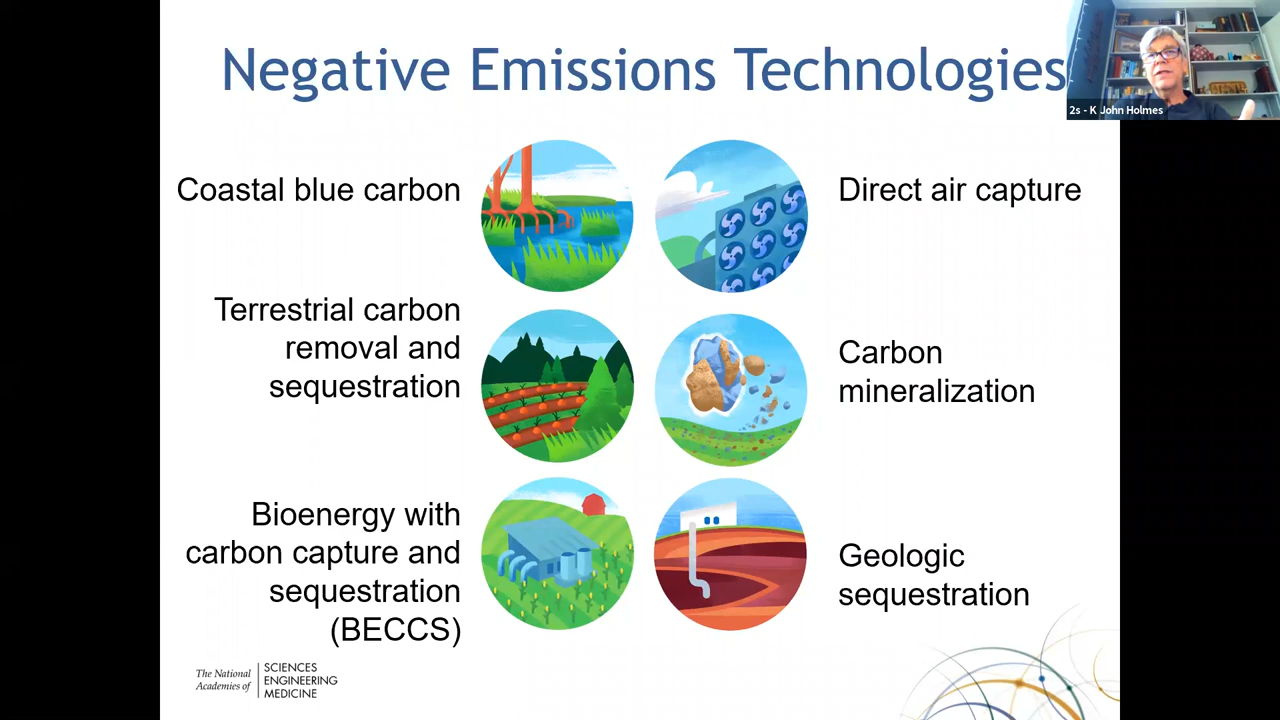 Negative Emissions Technologies
2s - K John Holmes
Coastal blue carbon
Direct air capture
Terrestrial carbon
removal and
sequestration
Carbon
mineralization
Bioenergy with
carbon capture and
sequestration
(BECCS)
Geologic
sequestration
The National
Academies of
SCIENCES
ENGINEERING
MEDICINE